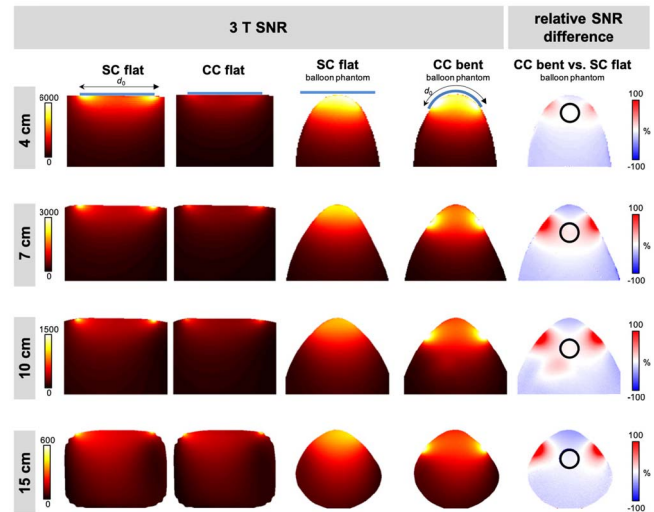 3 T SNR
relative SNR
difference
SC flat
CC flat
SC flat
balloon phantom
CC bent
balloon phantom
CC bent vs. SC flat
balloon phantom
d₀
d₀
4 cm
6000
0
100
%
-100
7 cm
3000
0
100
%
-100
10 cm
1500
0
100
%
-100
15 cm
600
0
100
%
-100